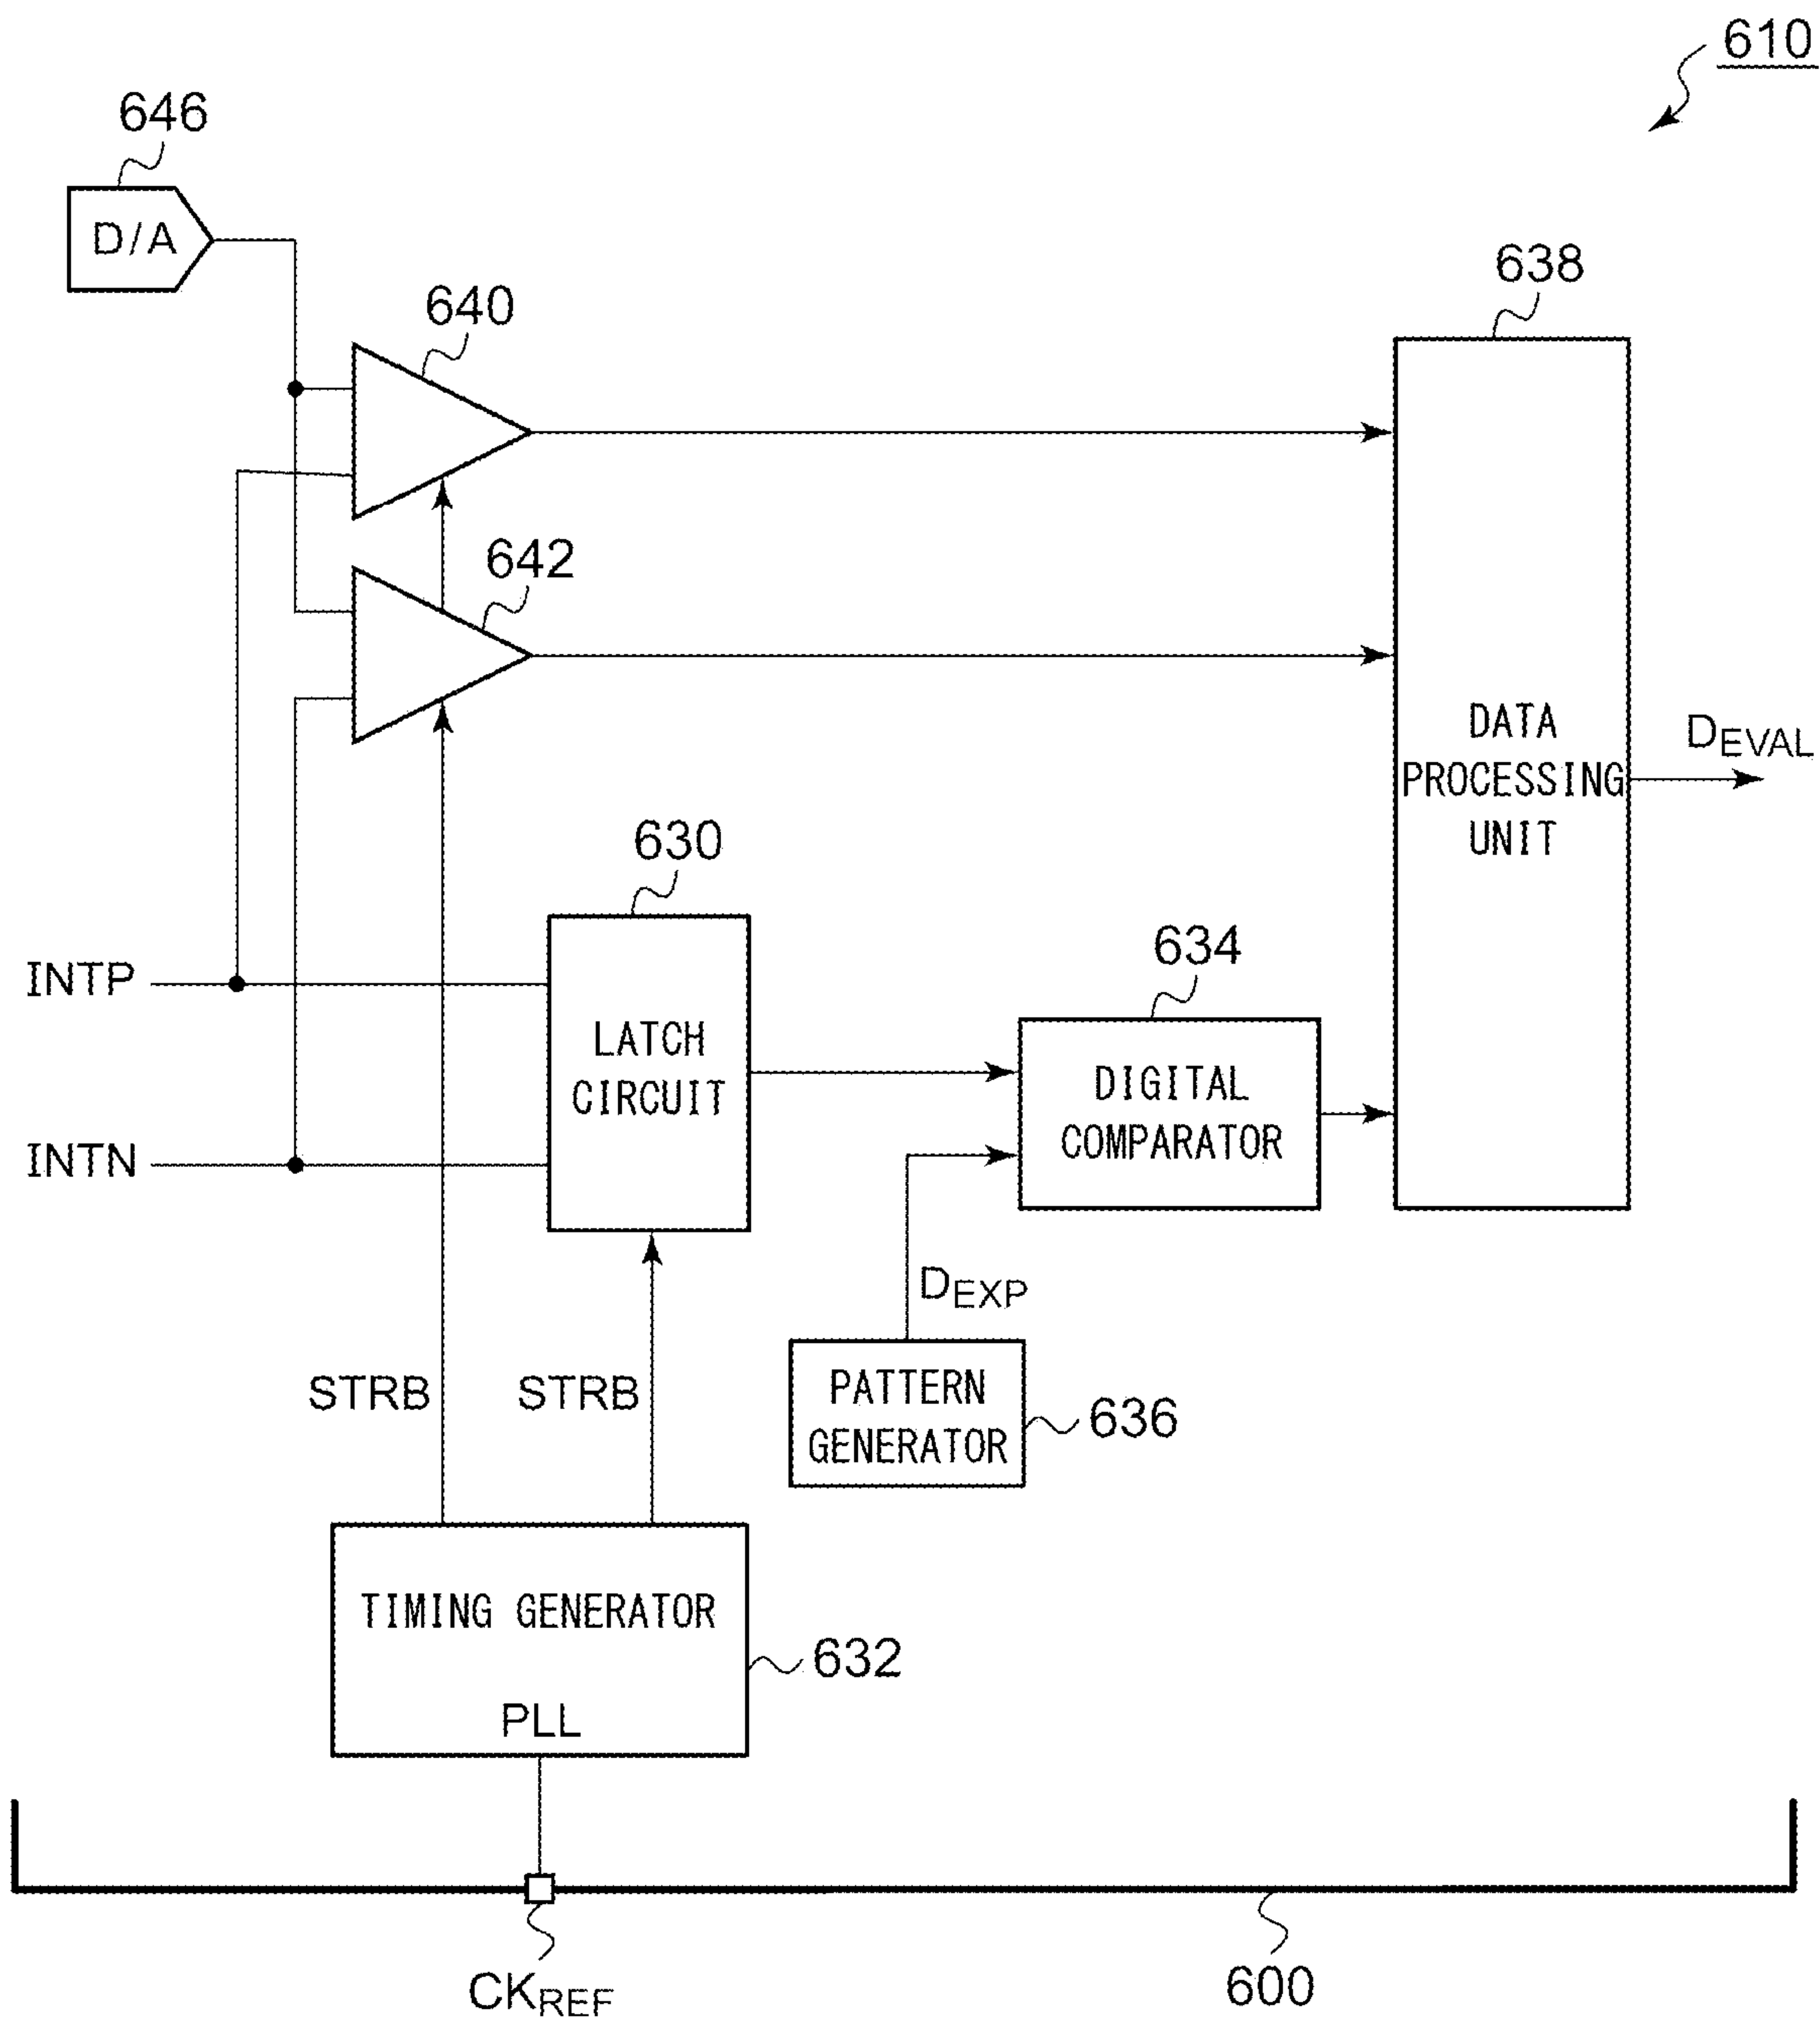 610
646
D/A
640
638
642
DATA
PROCESSING
UNIT
DEVAL
630
634
INTP
LATCH
CIRCUIT
DIGITAL
COMPARATOR
INTN
DEXP
STRB
STRB
PATTERN
GENERATOR
636
TIMING GENERATOR
632
PLL
CKREF
600